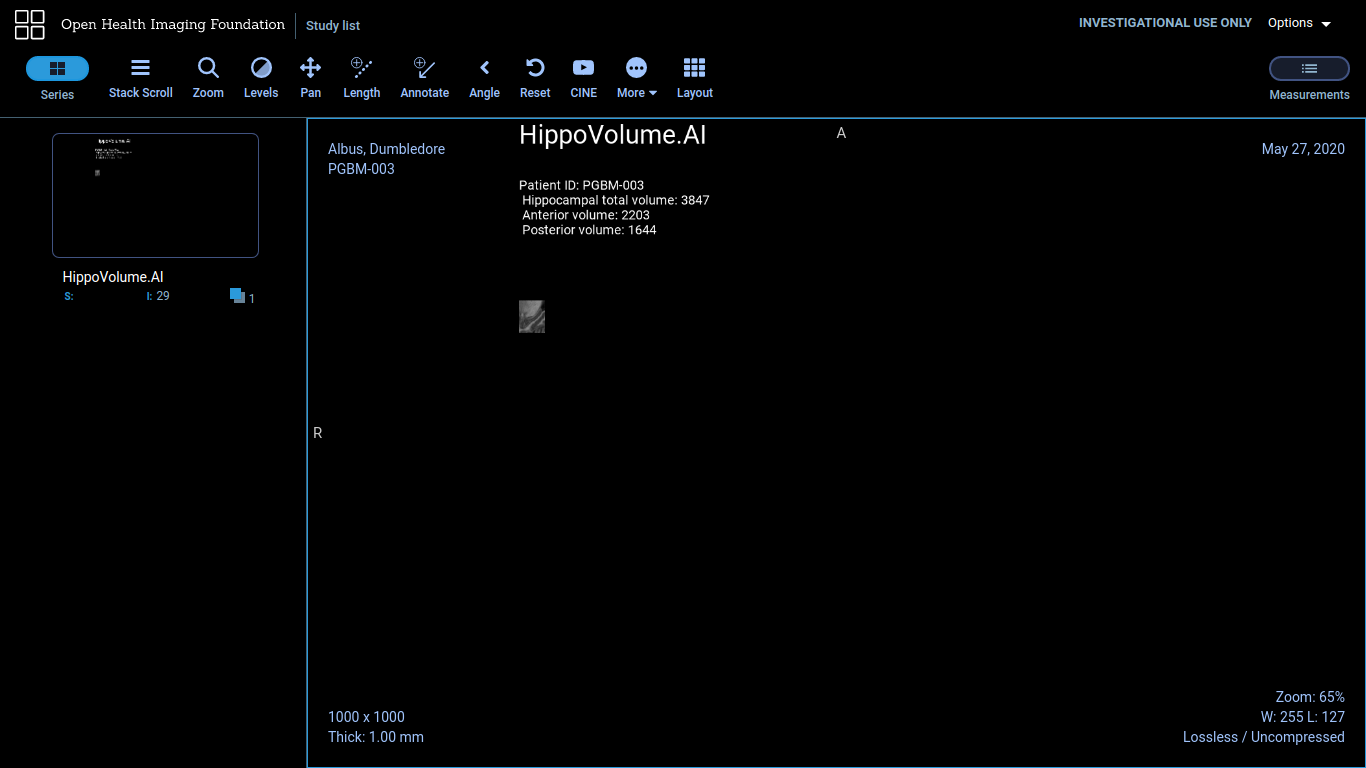 Open Health Imaging Foundation
Study list
INVESTIGATIONAL USE ONLY
Options
Series
Stack Scroll
Zoom
Levels
Pan
Length
Annotate
Angle
Reset
CINE
More
Layout
Measurements
HippoVolume.AI
S:
I: 29
1
Albus, Dumbledore
PGBM-003
HippoVolume.AI
A
May 27, 2020
Patient ID: PGBM-003
Hippocampal total volume: 3847
Anterior volume: 2203
Posterior volume: 1644
R
1000 x 1000
Thick: 1.00 mm
Zoom: 65%
W: 255 L: 127
Lossless / Uncompressed